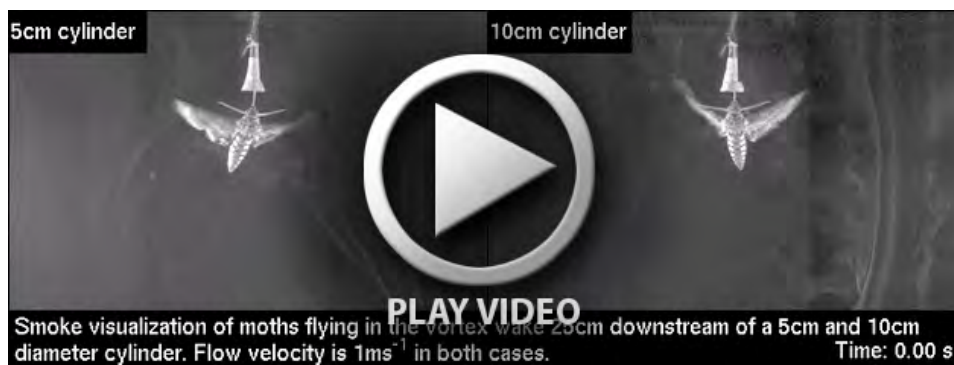 5cm cylinder
10cm cylinder
PLAY VIDEO
Smoke visualization of moths flying in the vortex wake 25cm downstream of a 5cm and 10cm
diameter cylinder. Flow velocity is 1ms⁻¹ in both cases.
Time: 0.00 s